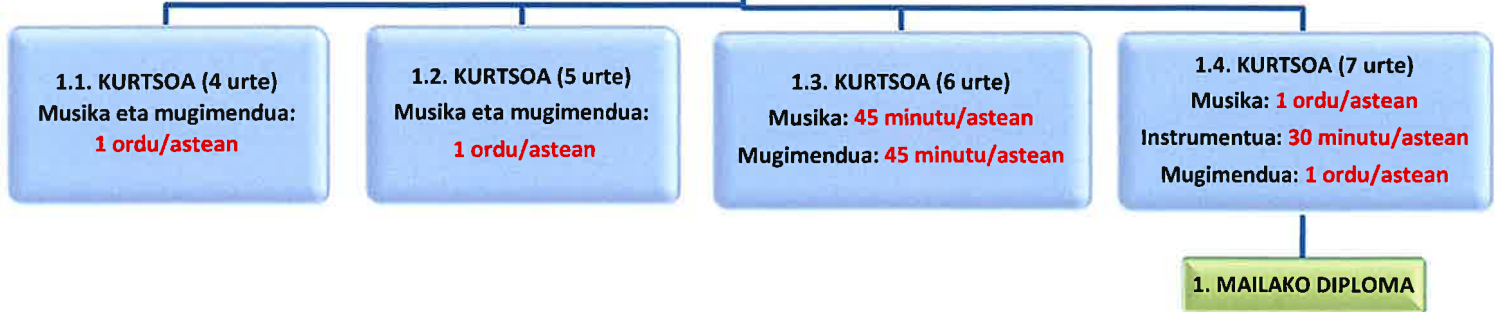 1.1. KURTSOA (4 urte)
Musika eta mugimendua:
1 ordu/astean
1.2. KURTSOA (5 urte)
Musika eta mugimendua:
1 ordu/astean
1.3. KURTSOA (6 urte)
Musika: 45 minutu/astean
Mugimendua: 45 minutu/astean
1.4. KURTSOA (7 urte)
Musika: 1 ordu/astean
Instrumentua: 30 minutu/astean
Mugimendua: 1 ordu/astean
1. MAILAKO DIPLOMA